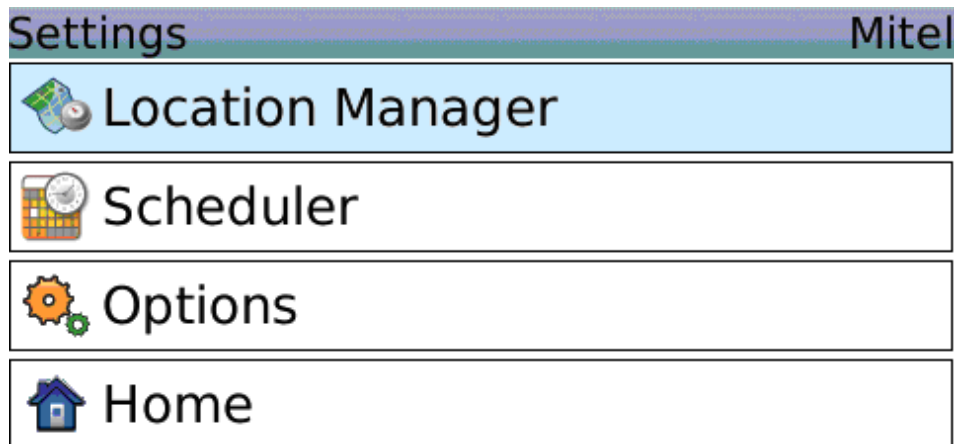 Settings Mitel
Location Manager
Scheduler
Options
Home